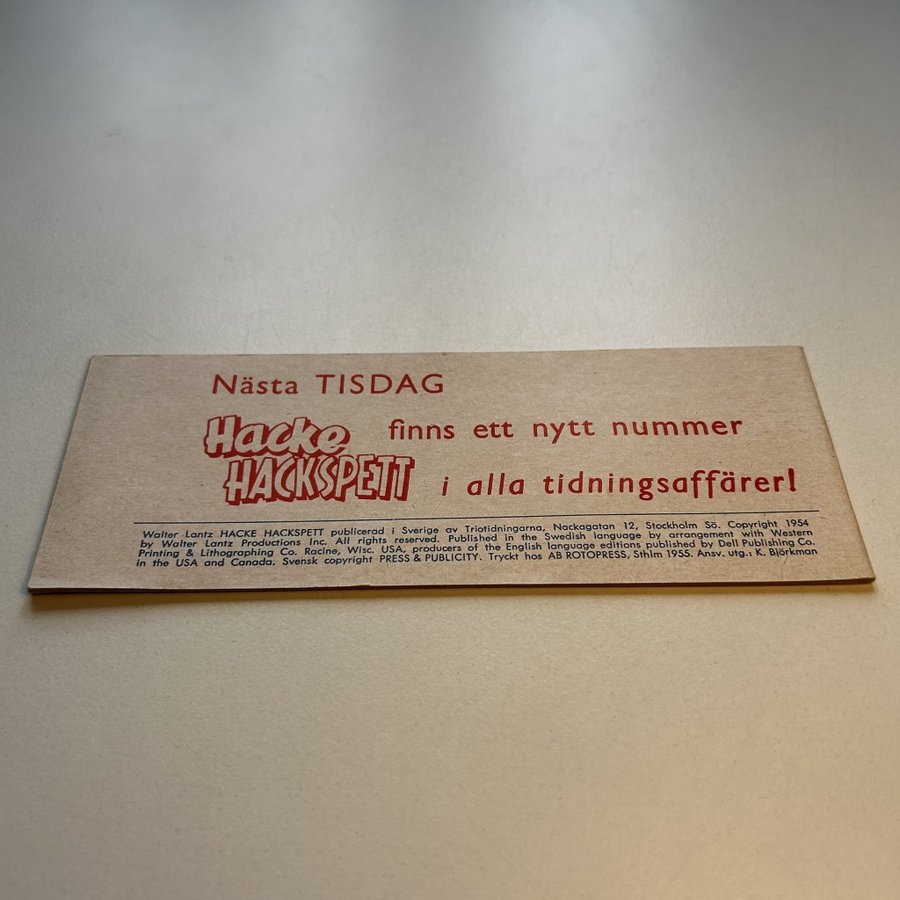 Nästa TISDAG
Hacke HACKSPETT finns ett nytt nummer
i alla tidningsaffärer!
Walter Lantz HACKE HACKSPETT publicerad i Sverige av Triotidningarna, Nackagatan 12, Stockholm Sö. Copyright 1954
by Walter Lantz Productions Inc. All rights reserved. Published in the Swedish language by arrangement with Western
Printing & Lithographing Co. Racine, Wisc. USA, producers of the English language editions published by Dell Publishing Co.
in the USA and Canada. Svensk copyright PRESS & PUBLICITY. Tryckt hos AB ROTOPRESS, Sthlm 1955. Ansv. utg.: K. Björkman